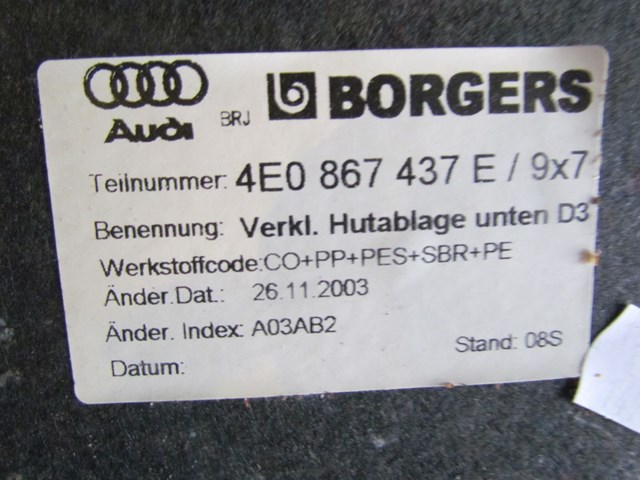 Audi BRJ BORGERS
Teilnummer: 4E0 867 437 E / 9x7
Benennung: Verkl. Hutablage unten D3
Werkstoffcode:CO+PP+PES+SBR+PE
Änder.Dat.: 26.11.2003
Änder. Index: A03AB2
Stand: 08S
Datum: